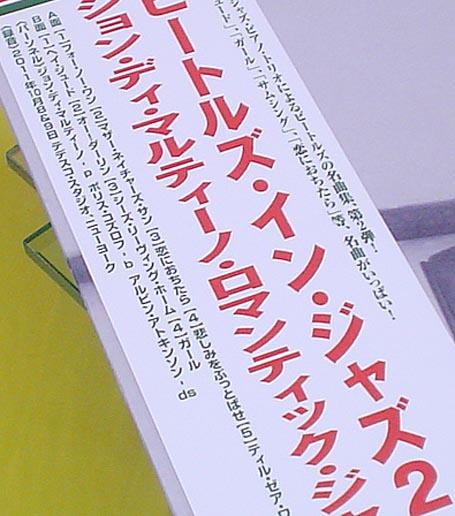 ジャズ・ピアノ・トリオによるビートルズの名曲集、第2弾！
ュード」、「ガール」、「サムシング」、「恋におちたら」等、名曲がいっぱい！
ビートルズ・イン・ジャズ2
ジョン・ディ・マルティーノ・ロマンティック・ジャ
A面 [1]フォー・ノー・ワン [2]マザー・ネイチャーズ・サン [3]恋におちたら [4]悲しみをぶっとばせ [5]ティル・ゼア・ワ
B面 [1]ヘイ・ジュード [2]オー・ダーリン [3]シーズ・リーヴィング・ホーム [4]ガール
(パーソネル)ジョン・ディ・マルティーノ-p ボリス・コズロフ-b アルビン・アトキンソン-ds
(録音)2011年10月8&9日 テデスコ・スタジオ、ニューヨーク